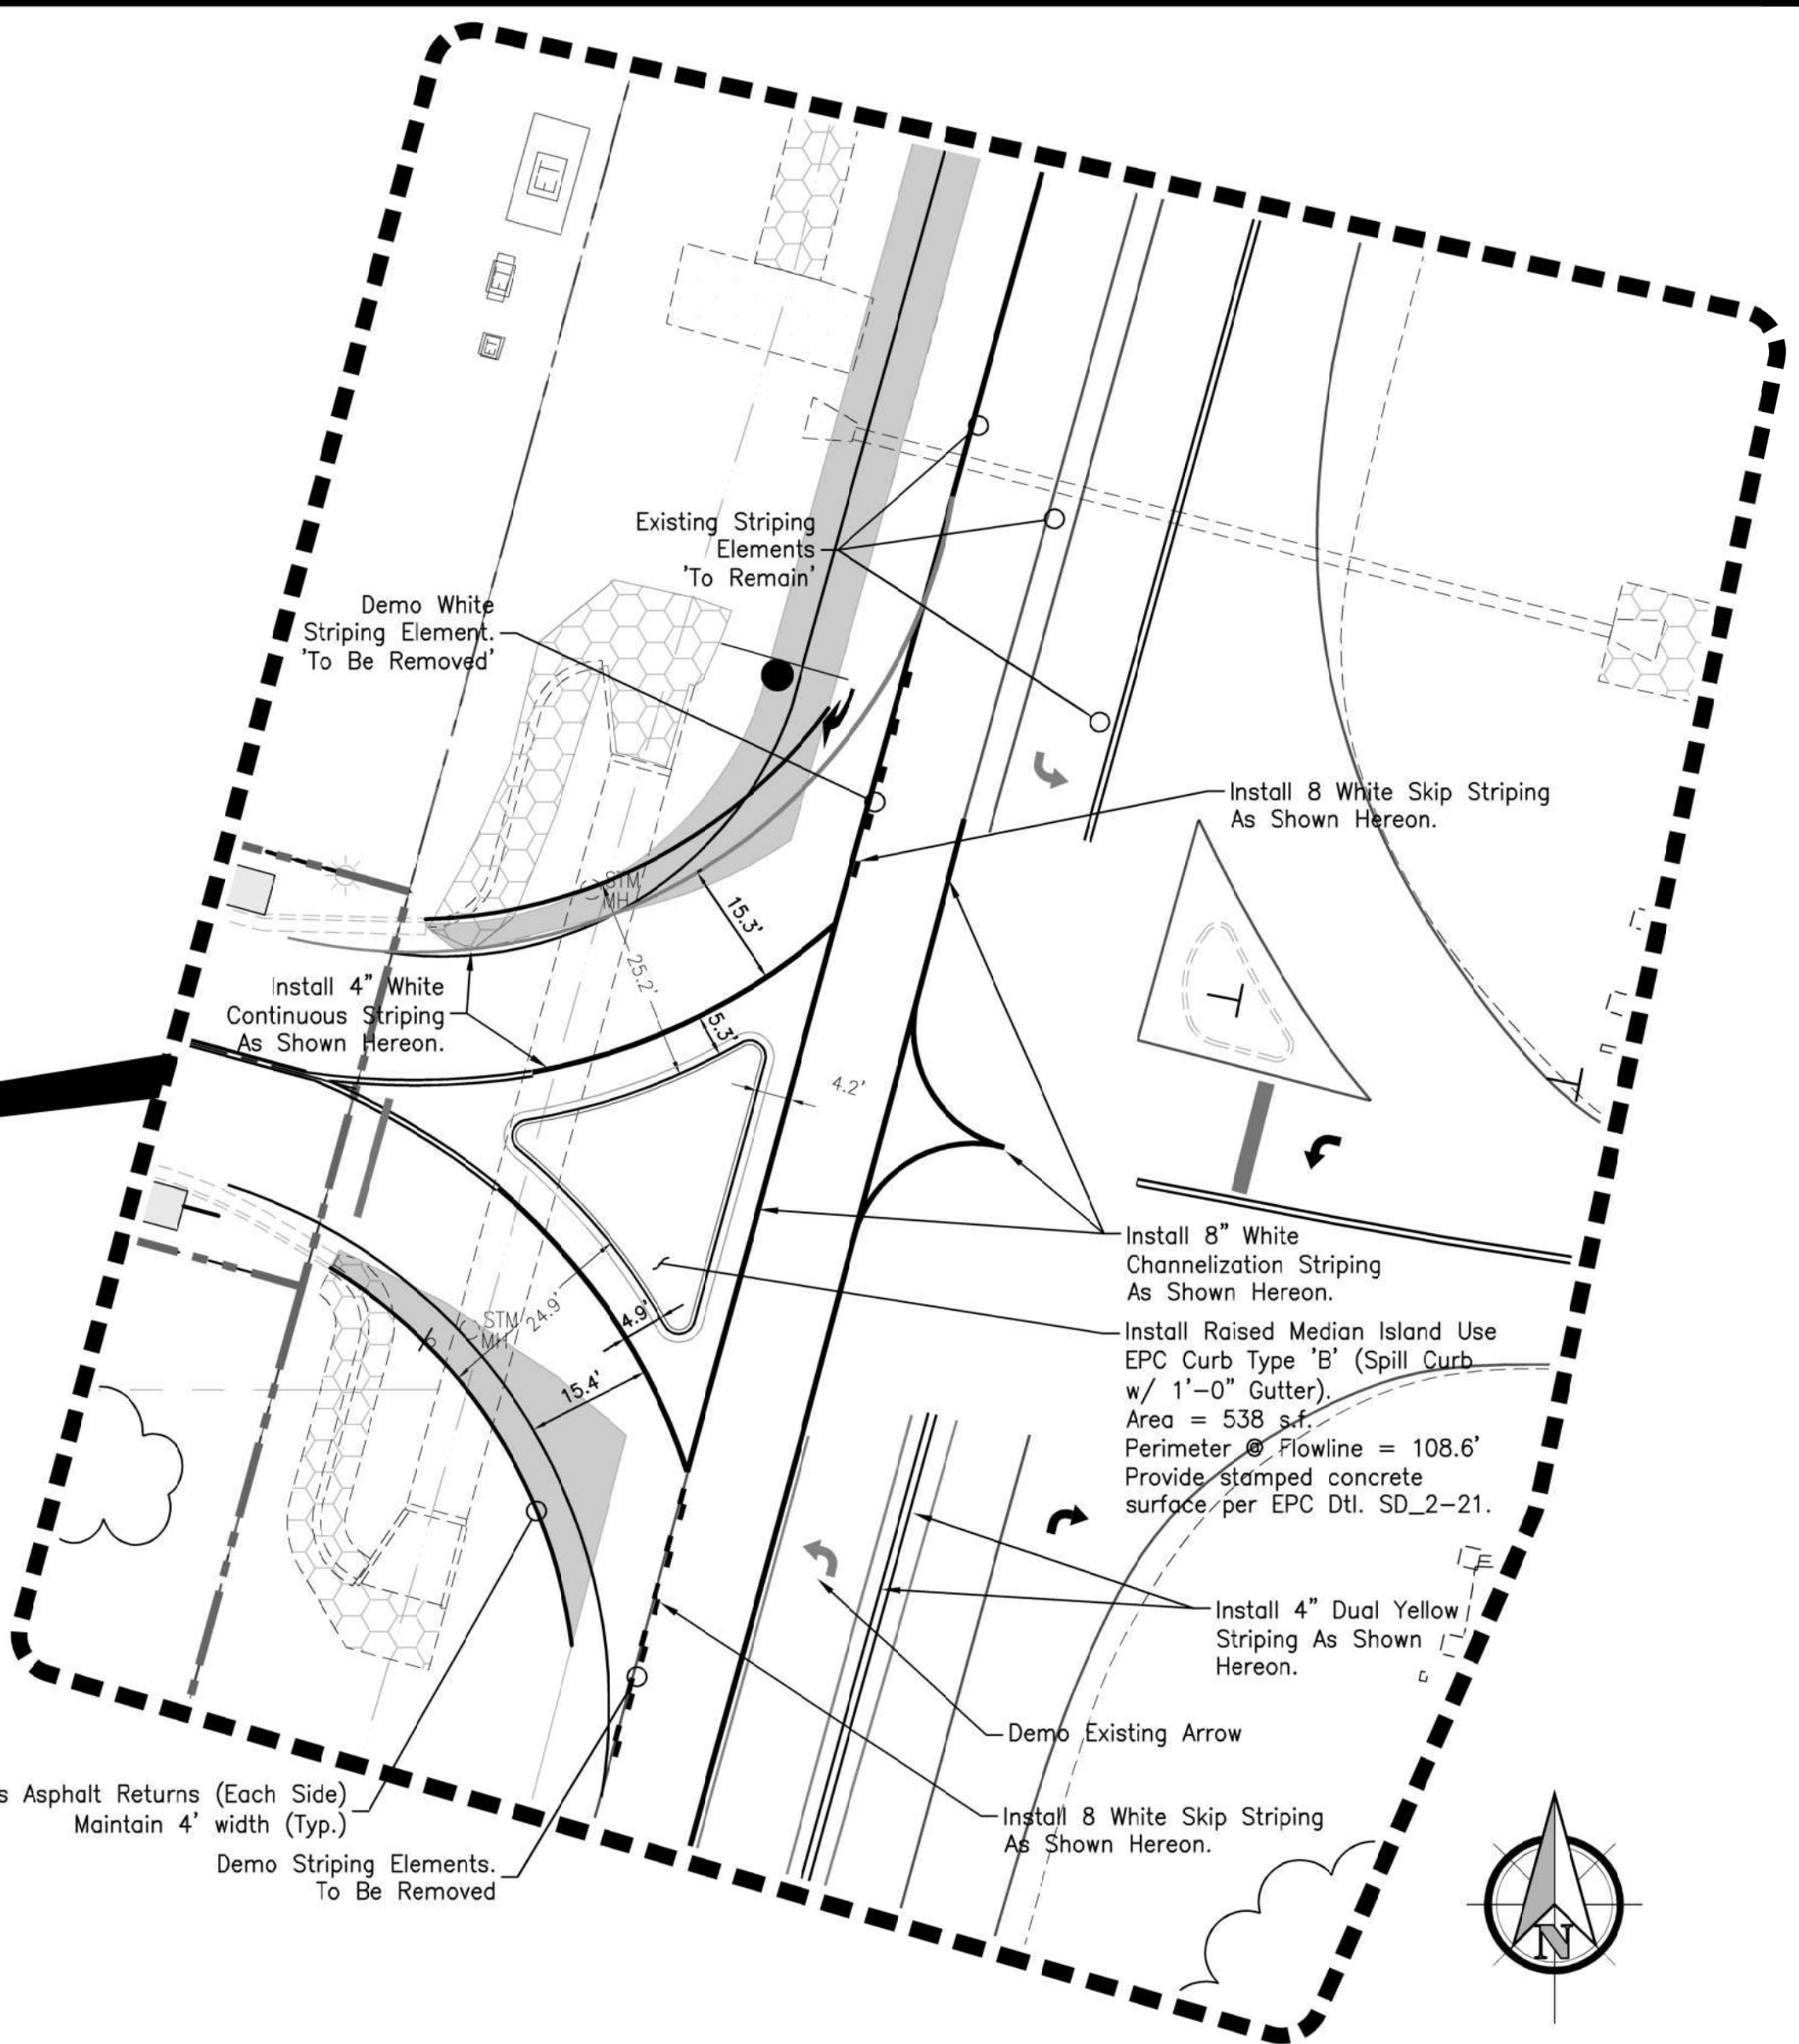 ET
ET
ET
Existing Striping
Elements
'To Remain'
Demo White
Striping Element.
'To Be Removed'
Install 8 White Skip Striping
As Shown Hereon.
STM
MH
15.3'
25.2'
Install 4" White
Continuous Striping
As Shown Hereon.
5.3'
4.2'
Install 8" White
Channelization Striping
As Shown Hereon.
Install Raised Median Island Use
EPC Curb Type 'B' (Spill Curb
w/ 1'-0" Gutter).
Area = 538 s.f.
Perimeter @ Flowline = 108.6'
Provide stamped concrete
surface per EPC Dtl. SD_2-21.
STM
MH
24.9'
4.9'
15.4'
E
Install 4" Dual Yellow
Striping As Shown
Hereon.
Demo Existing Arrow
s Asphalt Returns (Each Side)
Maintain 4' width (Typ.)
Install 8 White Skip Striping
As Shown Hereon.
Demo Striping Elements.
To Be Removed
N